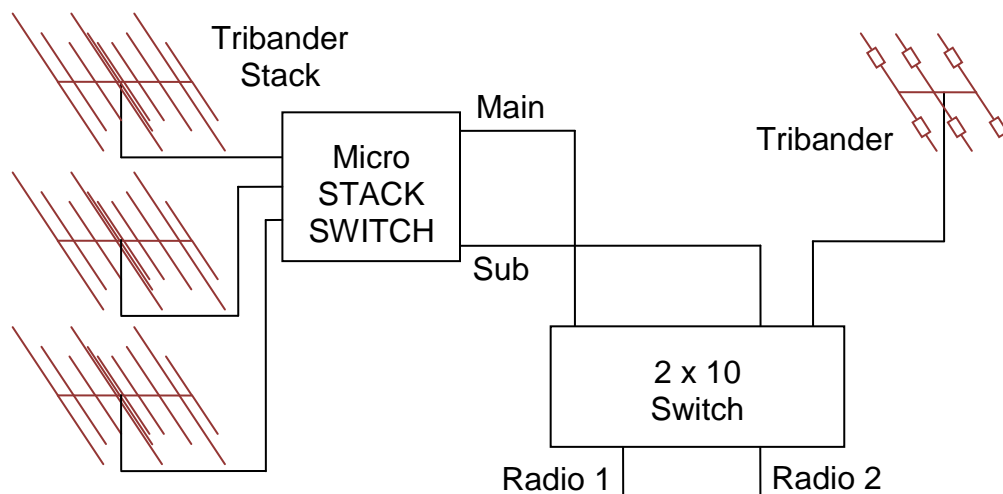 Tribander
Stack
Micro
STACK
SWITCH
Main
Sub
Tribander
2 x 10
Switch
Radio 1
Radio 2